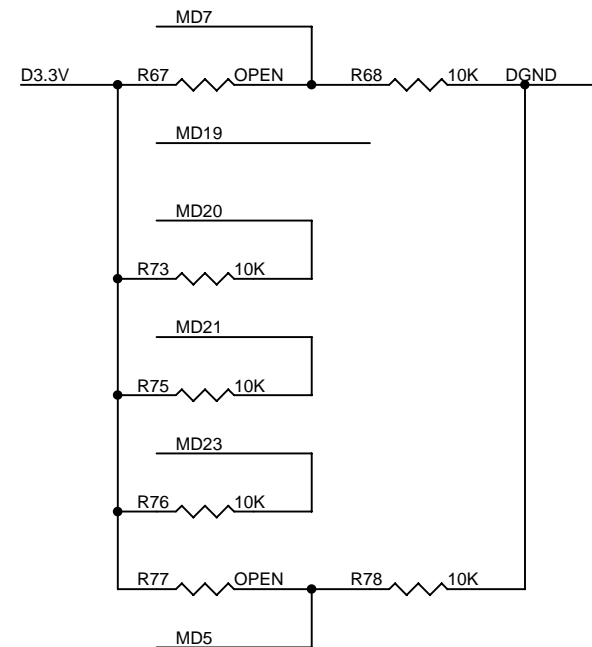 MD7
D3.3V R67 OPEN R68 10K DGND
MD19
MD20
R73 10K
MD21
R75 10K
MD23
R76 10K
R77 OPEN R78 10K
MD5